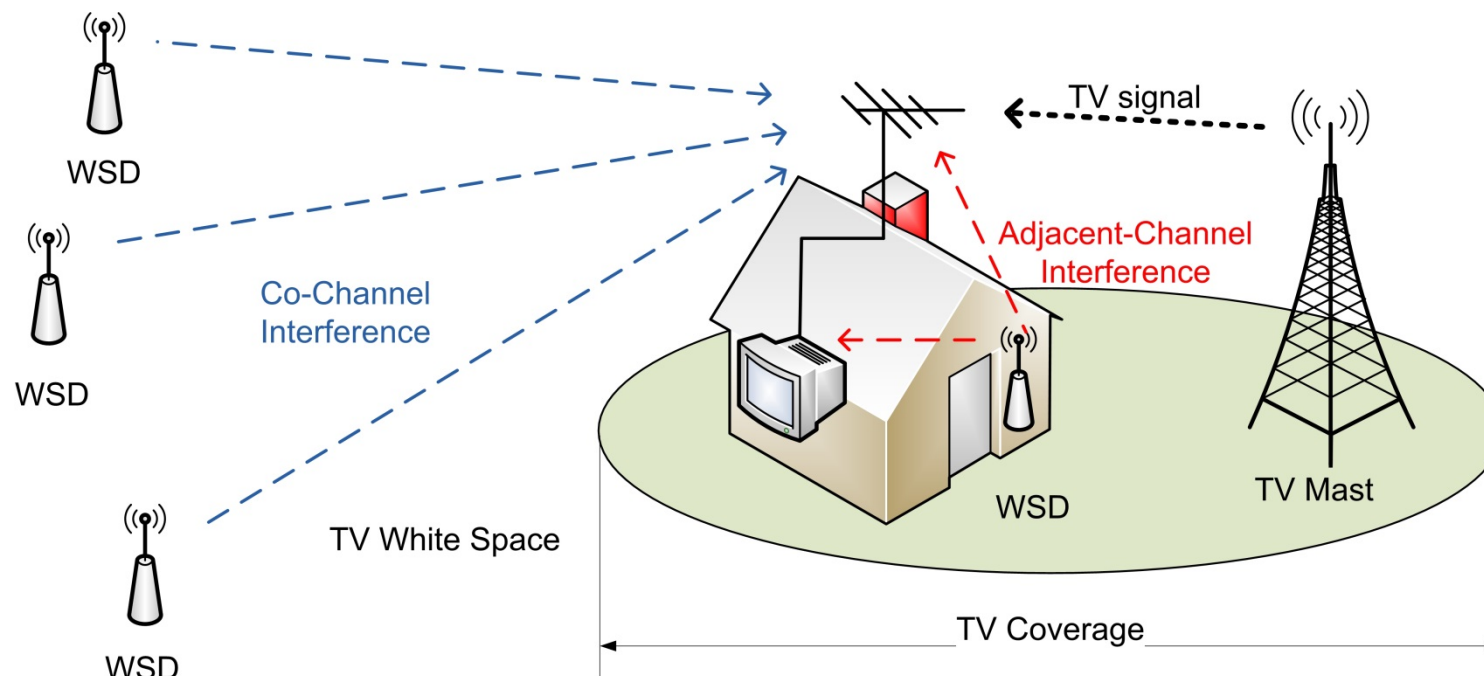 TV signal
WSD
Adjacent-Channel
Interference
Co-Channel
Interference
WSD
TV Mast
WSD
TV White Space
TV Coverage
WSD